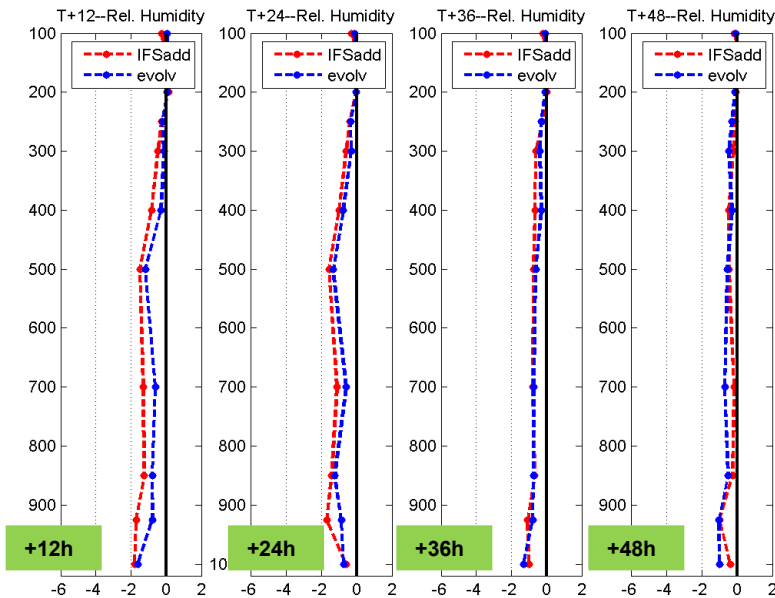 T+12--Rel. Humidity
T+24--Rel. Humidity
T+36--Rel. Humidity
T+48--Rel. Humidity
100
200
300
400
500
600
700
800
900
IFSadd
evolv
+12h
-6 -4 -2 0 2
100
200
300
400
500
600
700
800
900
10
IFSadd
evolv
+24h
-6 -4 -2 0 2
100
200
300
400
500
600
700
800
900
IFSadd
evolv
+36h
-6 -4 -2 0 2
100
200
300
400
500
600
700
800
900
IFSadd
evolv
+48h
-6 -4 -2 0 2